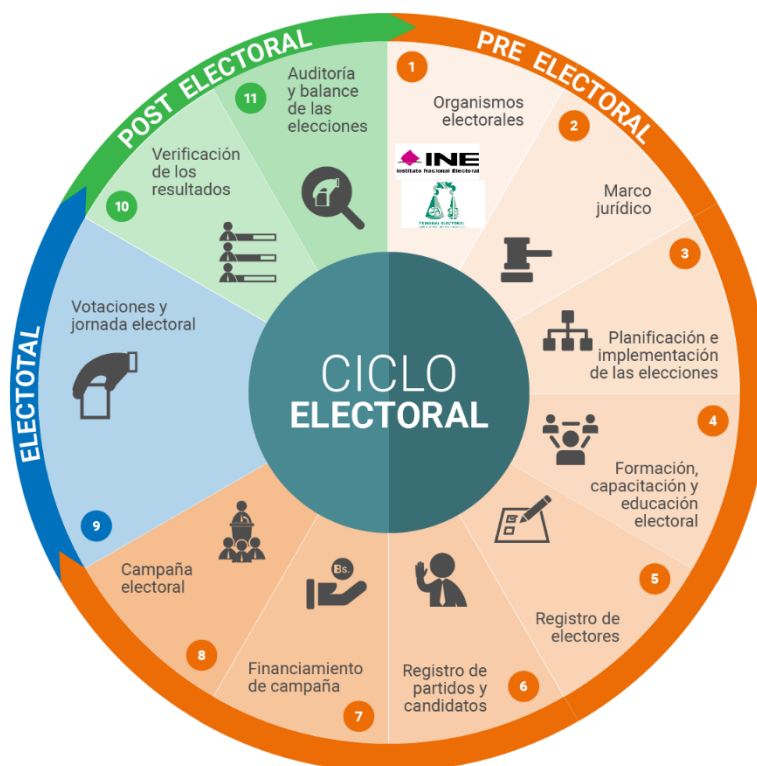 CICLO
ELECTORAL
PRE ELECTORAL
1
Organismos
electorales
INE
Instituto Nacional Electoral
TRIBUNAL ELECTORAL
2
Marco
jurídico
3
Planificación e
implementación
de las elecciones
4
Formación,
capacitación y
educación
electoral
5
Registro de
electores
6
Registro de
partidos y
candidatos
7
Financiamiento
de campaña
Bs.
8
Campaña
electoral
ELECTOTAL
9
Votaciones y
jornada electoral
POST ELECTORAL
10
Verificación
de los
resultados
11
Auditoría
y balance
de las
elecciones